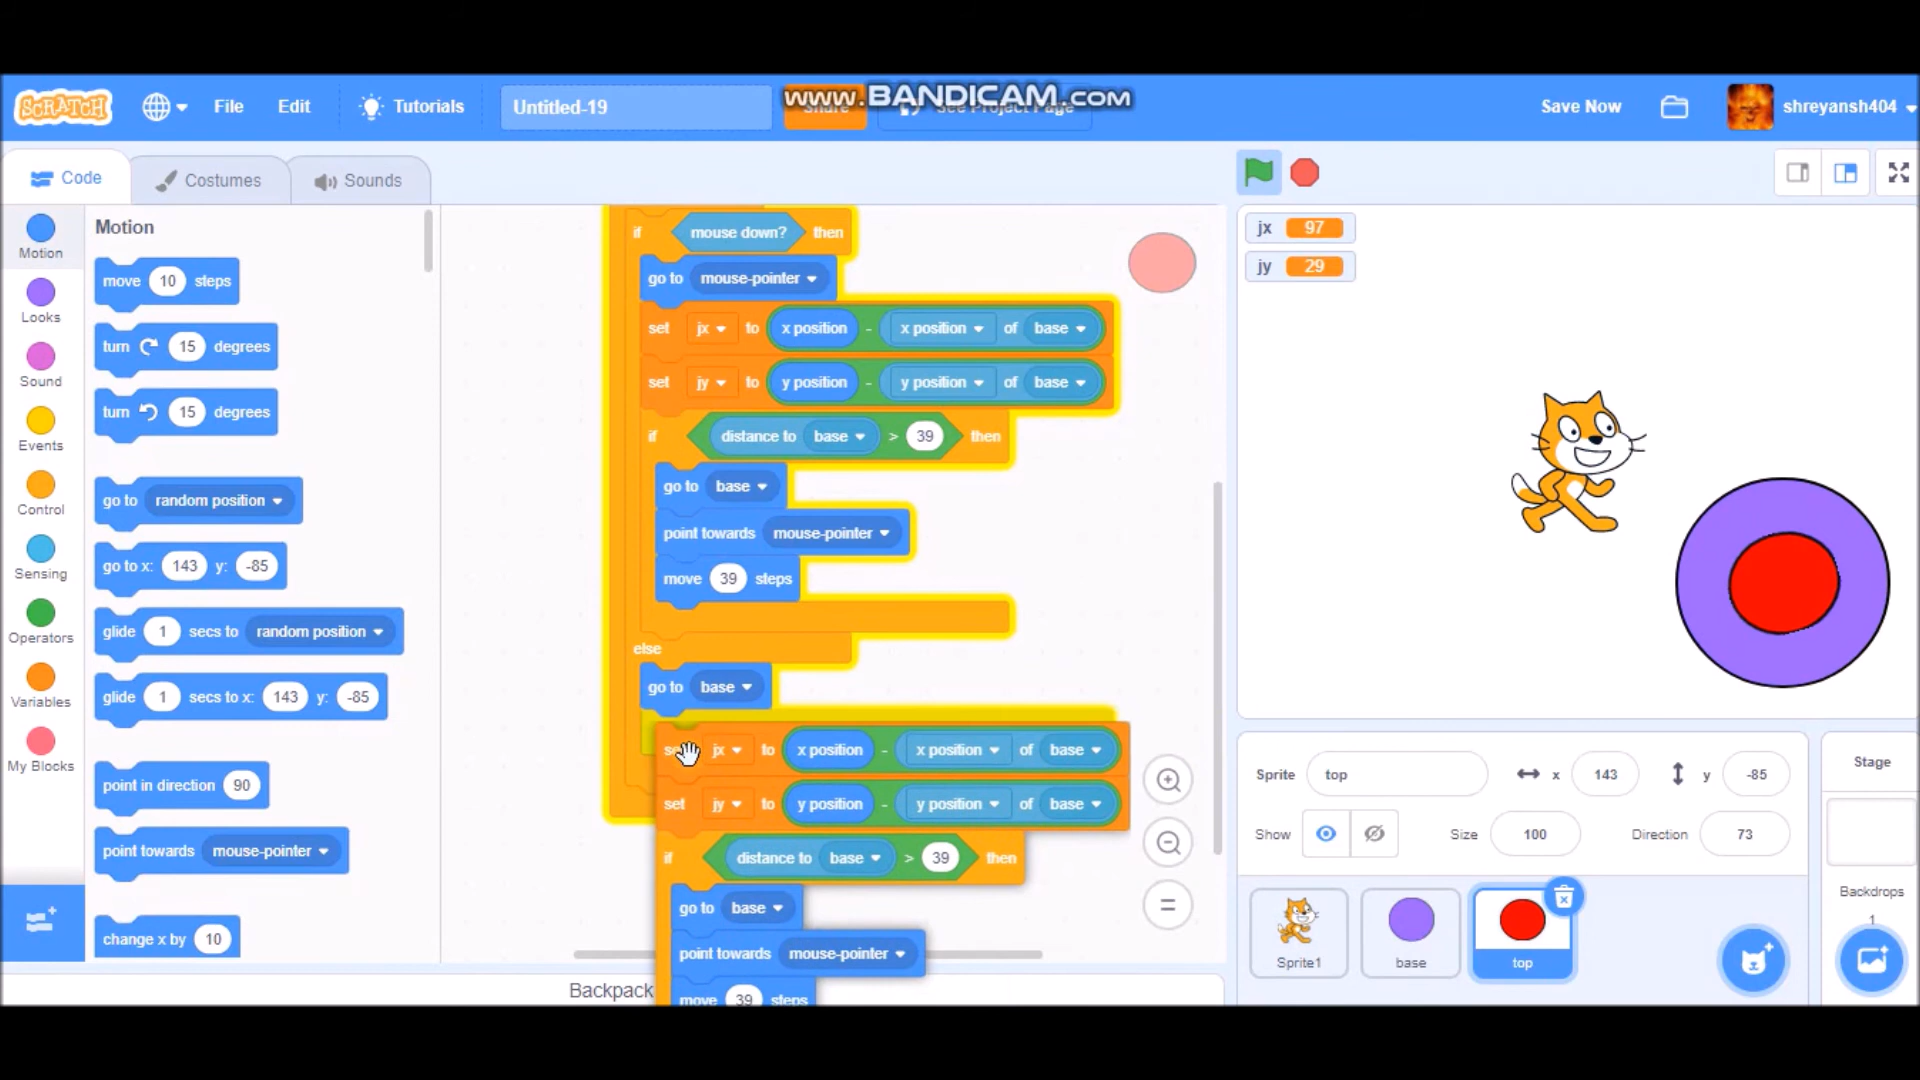 www.BANDICAM.com
SCRATCH
File
Edit
Tutorials
Untitled-19
Share
See Project Page
Save Now
shreyansh404
Code
Costumes
Sounds
Motion
Looks
Sound
Events
Control
Sensing
Operators
Variables
My Blocks
Motion
move 10 steps
turn 15 degrees
turn 15 degrees
go to random position
go to x: 143 y: -85
glide 1 secs to random position
glide 1 secs to x: 143 y: -85
point in direction 90
point towards mouse-pointer
change x by 10
if mouse down? then
go to mouse-pointer
set jx to x position - x position of base
set jy to y position - y position of base
if distance to base > 39 then
go to base
point towards mouse-pointer
move 39 steps
else
go to base
jx to x position - x position of base
set jy to y position - y position of base
if distance to base > 39 then
go to base
point towards mouse-pointer
move 39 steps
Backpack
jx 97
jy 29
Sprite top x 143 y -85
Show Size 100 Direction 73
Sprite1
base
top
Stage
Backdrops
1